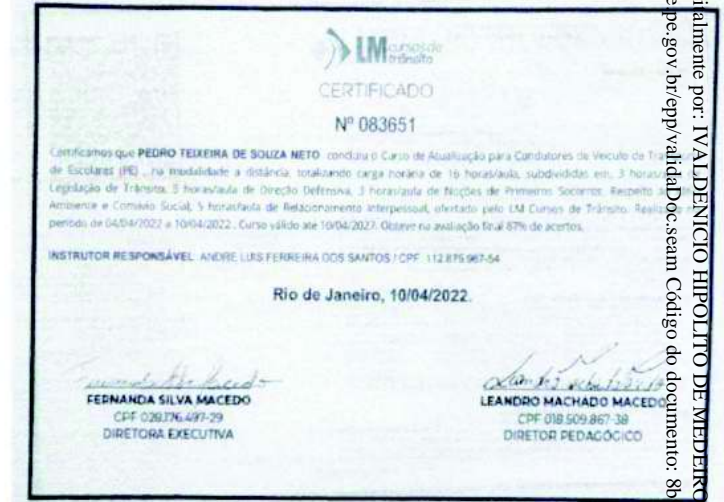 LM cursos de
trânsito
CERTIFICADO
Nº 083651
Certificamos que PEDRO TEIXEIRA DE SOUZA NETO concluiu o Curso de Atualização para Condutores de Veículo de
de Escolares (PE) , na modalidade a distância, totalizando carga horária de 16 horas/aula, subdivididas em, 3 horas/aula de
Legislação de Trânsito, 5 horas/aula de Direção Defensiva, 3 horas/aula de Noções de Primeiros Socorros, Respeito
Ambiente e Convívio Social, 5 horas/aula de Relacionamento Interpessoal, ofertado pelo LM Cursos de Trânsito.
período de 04/04/2022 a 10/04/2022. Curso válido até 10/04/2027. Obteve na avaliação final 87% de acertos.
INSTRUTOR RESPONSÁVEL ANDRE LUIS FERREIRA DOS SANTOS / CPF 112.875.967-54
Rio de Janeiro, 10/04/2022.
FERNANDA SILVA MACEDO
CPF 028.176.497-29
DIRETORA EXECUTIVA
LEANDRO MACHADO MACEDO
CPF 018.509.867-38
DIRETOR PEDAGÓGICO
italmente por: IVALDENICIO HIPOLITO DE MEDEIRO
e.pe.gov.br/epp/validaDoc.seam Código do documento: 8b